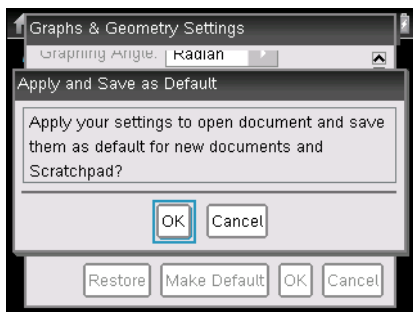 Graphs & Geometry Settings
Graphing Angle: Radian
Apply and Save as Default
Apply your settings to open document and save
them as default for new documents and
Scratchpad?
OK Cancel
Restore Make Default OK Cancel